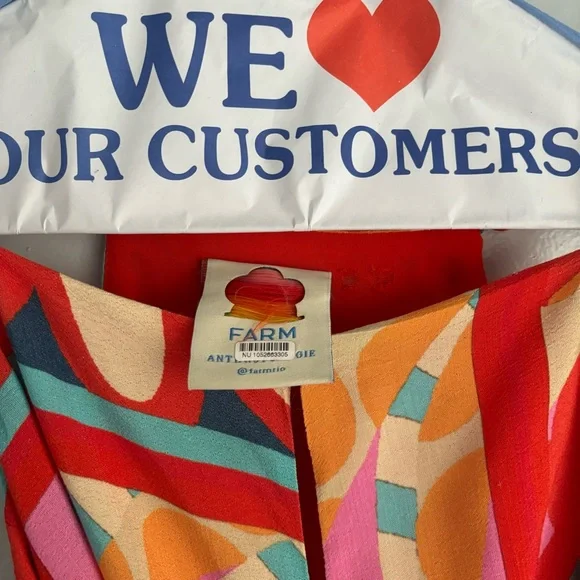 WE
OUR CUSTOMERS
FARM
NU 1052663305
@farmrio